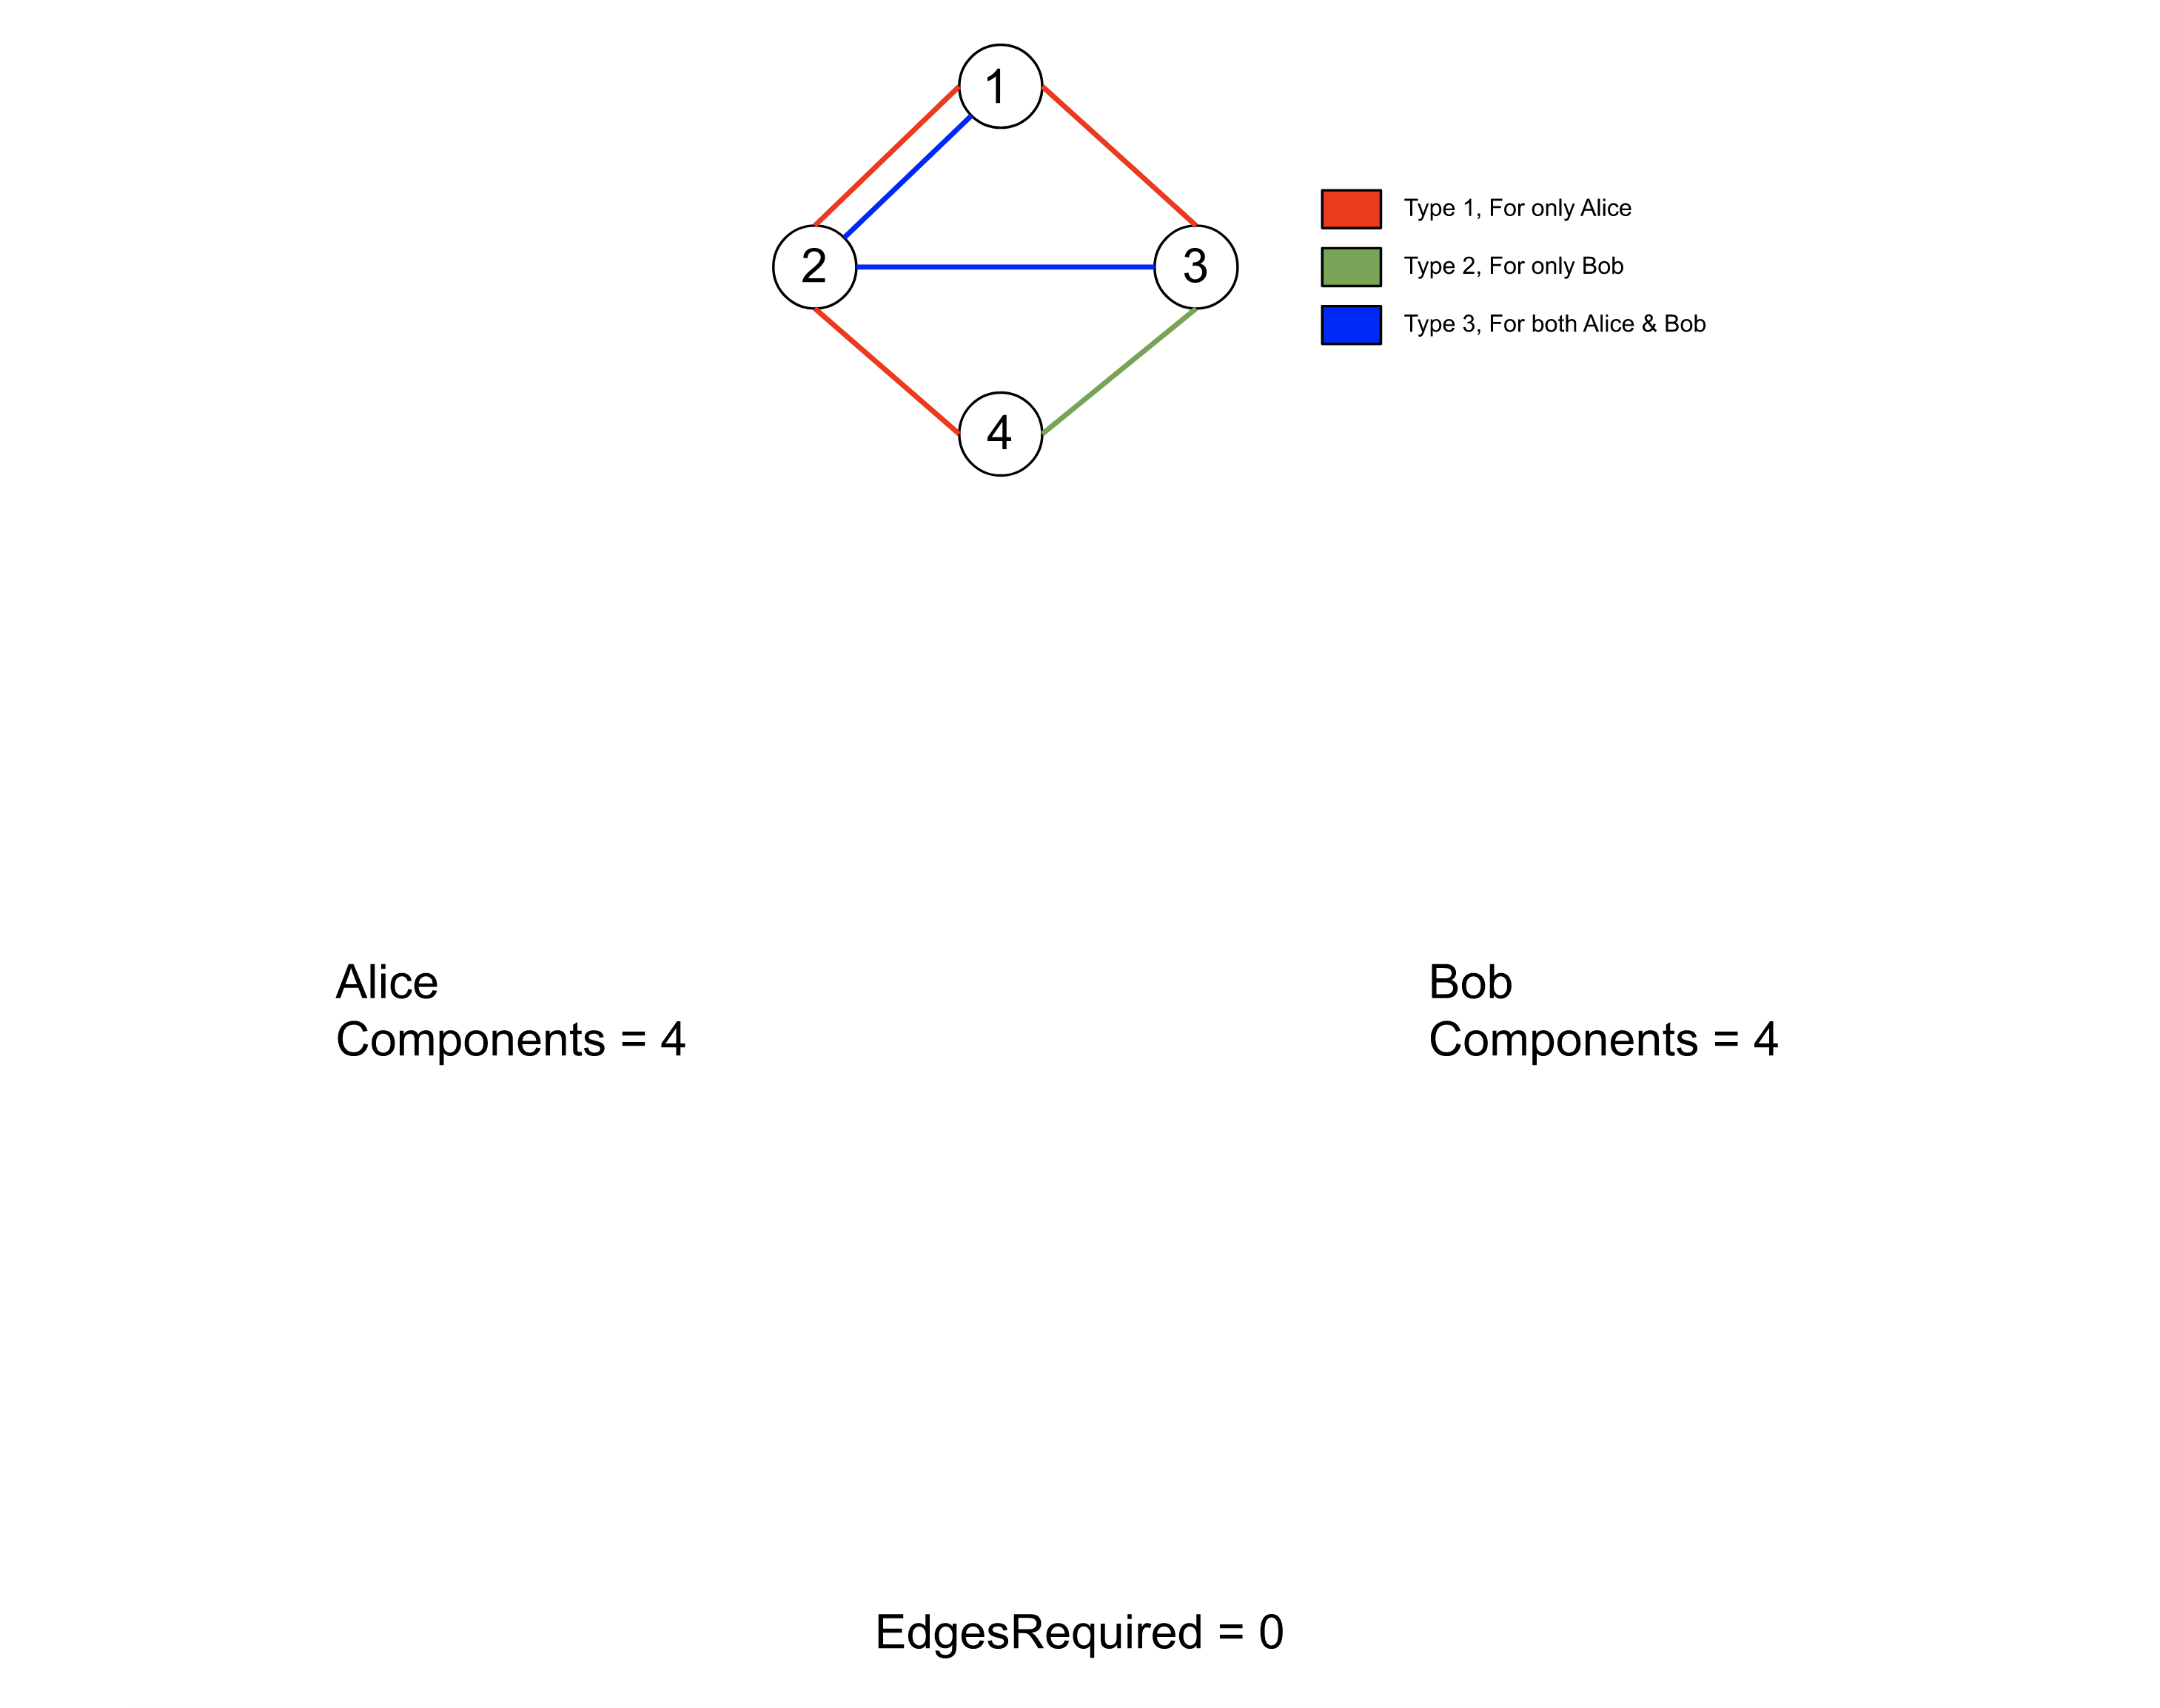 1
2
3
4
Type 1, For only Alice
Type 2, For only Bob
Type 3, For both Alice & Bob
Alice
Components = 4
Bob
Components = 4
EdgesRequired = 0